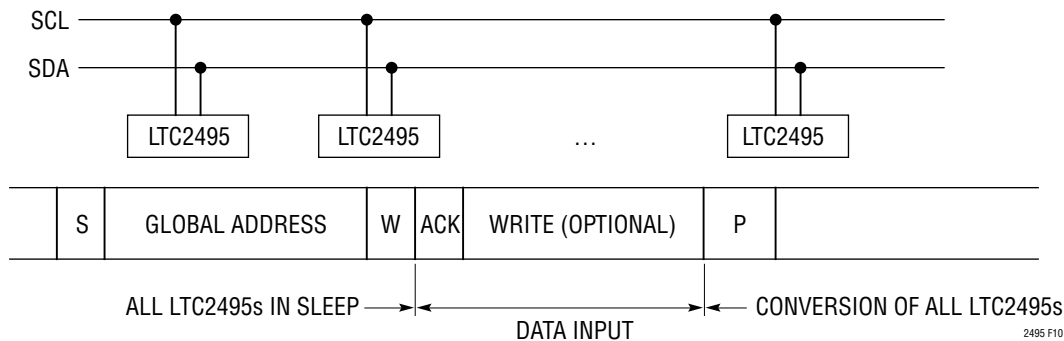 SCL
SDA
LTC2495 LTC2495 ... LTC2495
S GLOBAL ADDRESS W ACK WRITE (OPTIONAL) P
ALL LTC2495s IN SLEEP CONVERSION OF ALL LTC2495s
DATA INPUT
2495 F10